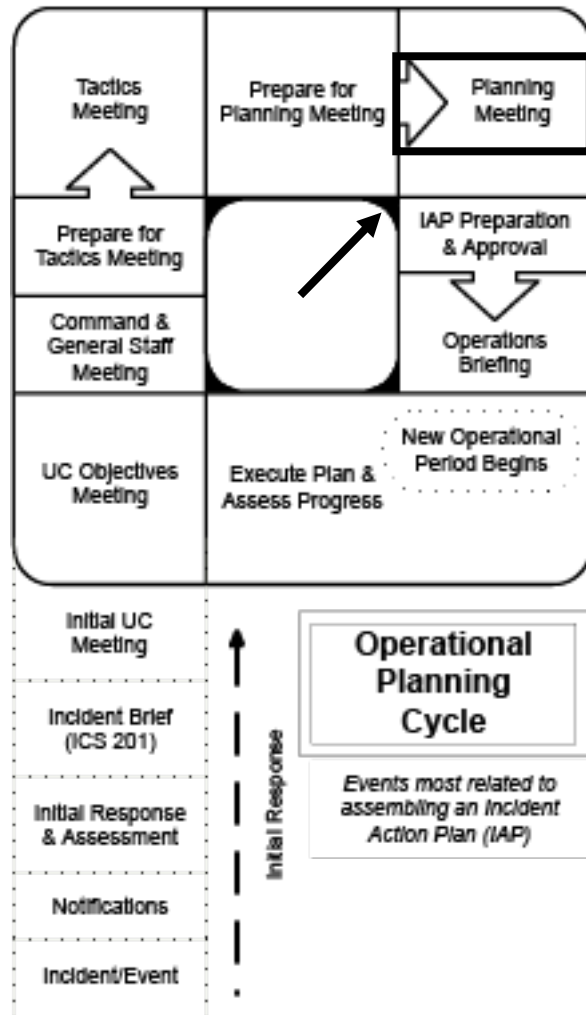 Tactics
Meeting
Prepare for
Planning Meeting
Planning
Meeting
Prepare for
Tactics Meeting
IAP Preparation
& Approval
Command &
General Staff
Meeting
Operations
Briefing
UC Objectives
Meeting
Execute Plan &
Assess Progress
New Operational
Period Begins
Initial UC
Meeting
Incident Brief
(ICS 201)
Initial Response
& Assessment
Notifications
Incident/Event
Initial Response
Operational
Planning
Cycle
Events most related to
assembling an Incident
Action Plan (IAP)